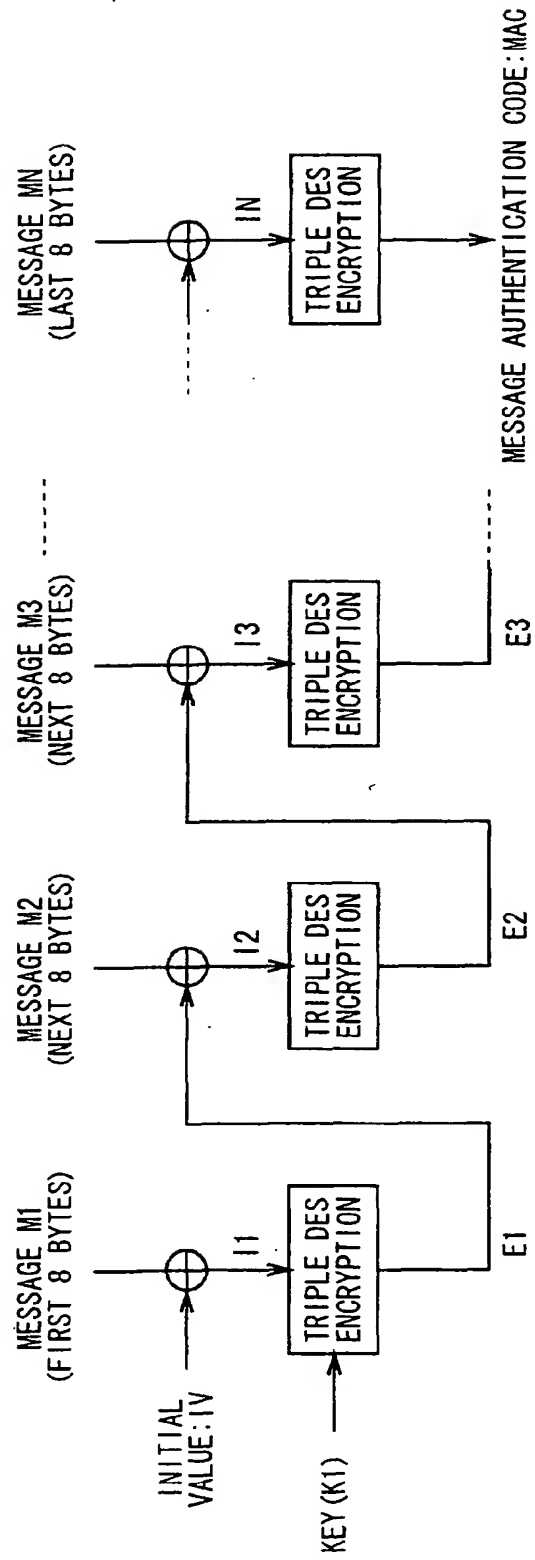 MESSAGE M1
(FIRST 8 BYTES)
MESSAGE M2
(NEXT 8 BYTES)
MESSAGE M3
(NEXT 8 BYTES)
MESSAGE MN
(LAST 8 BYTES)
INITIAL
VALUE:IV
I1
I2
I3
IN
KEY(K1)
TRIPLE DES
ENCRYPTION
TRIPLE DES
ENCRYPTION
TRIPLE DES
ENCRYPTION
TRIPLE DES
ENCRYPTION
E1
E2
E3
MESSAGE AUTHENTICATION CODE:MAC